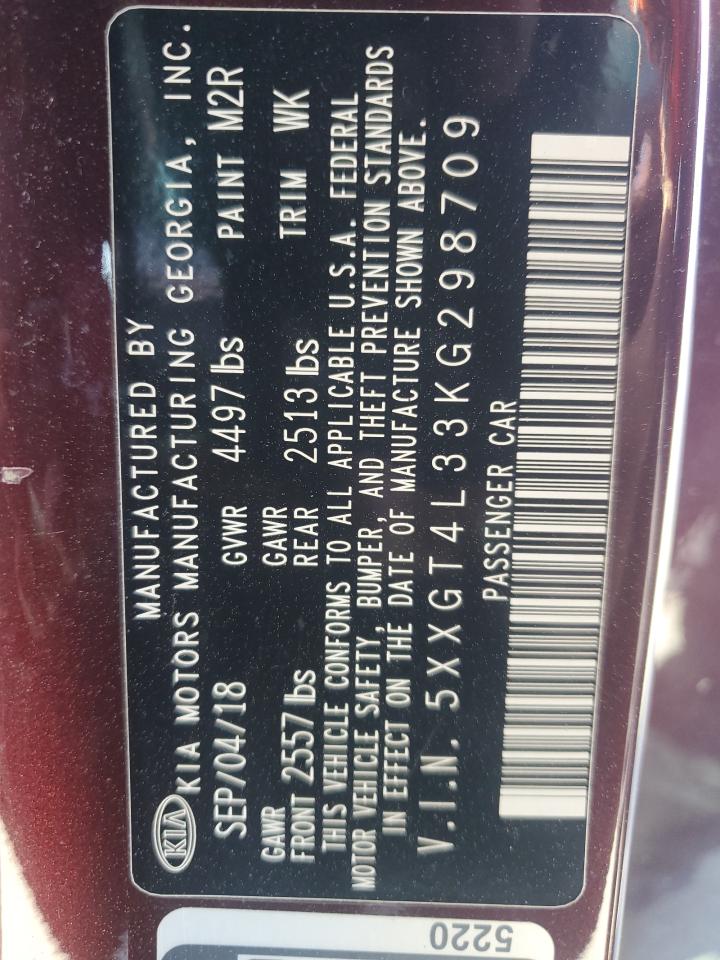 MANUFACTURED BY
KIA KIA MOTORS MANUFACTURING GEORGIA, INC.
SEP/04/18 GVWR 4497 lbs PAINT M2R
GAWR FRONT 2557 lbs GAWR REAR 2513 lbs TRIM WK
THIS VEHICLE CONFORMS TO ALL APPLICABLE U.S.A. FEDERAL
MOTOR VEHICLE SAFETY, BUMPER, AND THEFT PREVENTION STANDARDS
IN EFFECT ON THE DATE OF MANUFACTURE SHOWN ABOVE.
V.I.N. 5XXGT4L33KG298709
PASSENGER CAR
5220